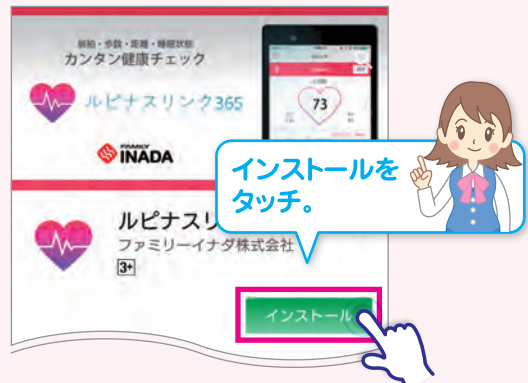 脈拍・歩数・距離・睡眠状態
カンタン健康チェック
ルピナスリンク365
73
FAMILY
INADA
インストールを
タッチ。
ルピナスリ
ファミリーイナダ株式会社
3+
インストール